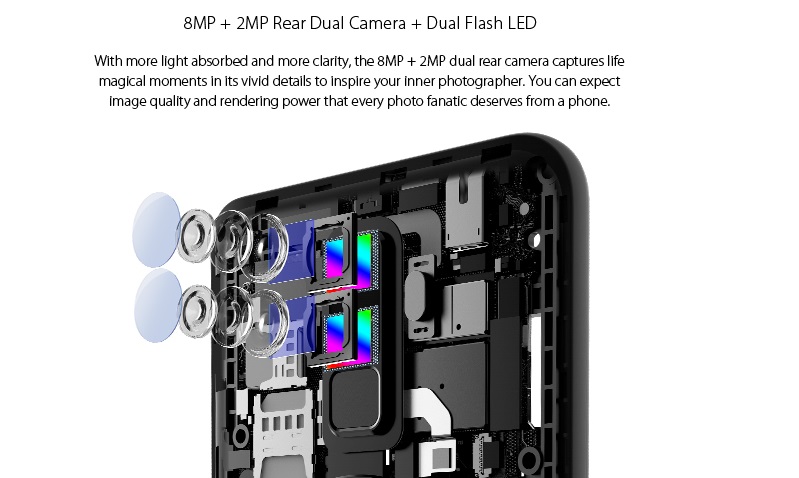 8MP + 2MP Rear Dual Camera + Dual Flash LED
With more light absorbed and more clarity, the 8MP + 2MP dual rear camera captures life
magical moments in its vivid details to inspire your inner photographer. You can expect
image quality and rendering power that every photo fanatic deserves from a phone.